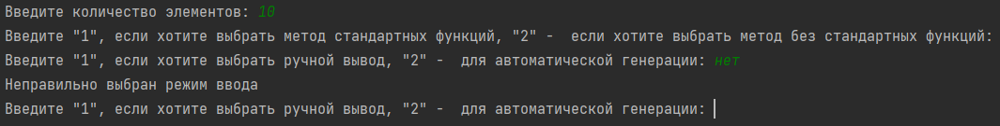 Введите количество элементов: 10
Введите "1", если хотите выбрать метод стандартных функций, "2" -  если хотите выбрать метод без стандартных функций:
Введите "1", если хотите выбрать ручной вывод, "2" -  для автоматической генерации: нет
Неправильно выбран режим ввода
Введите "1", если хотите выбрать ручной вывод, "2" -  для автоматической генерации: